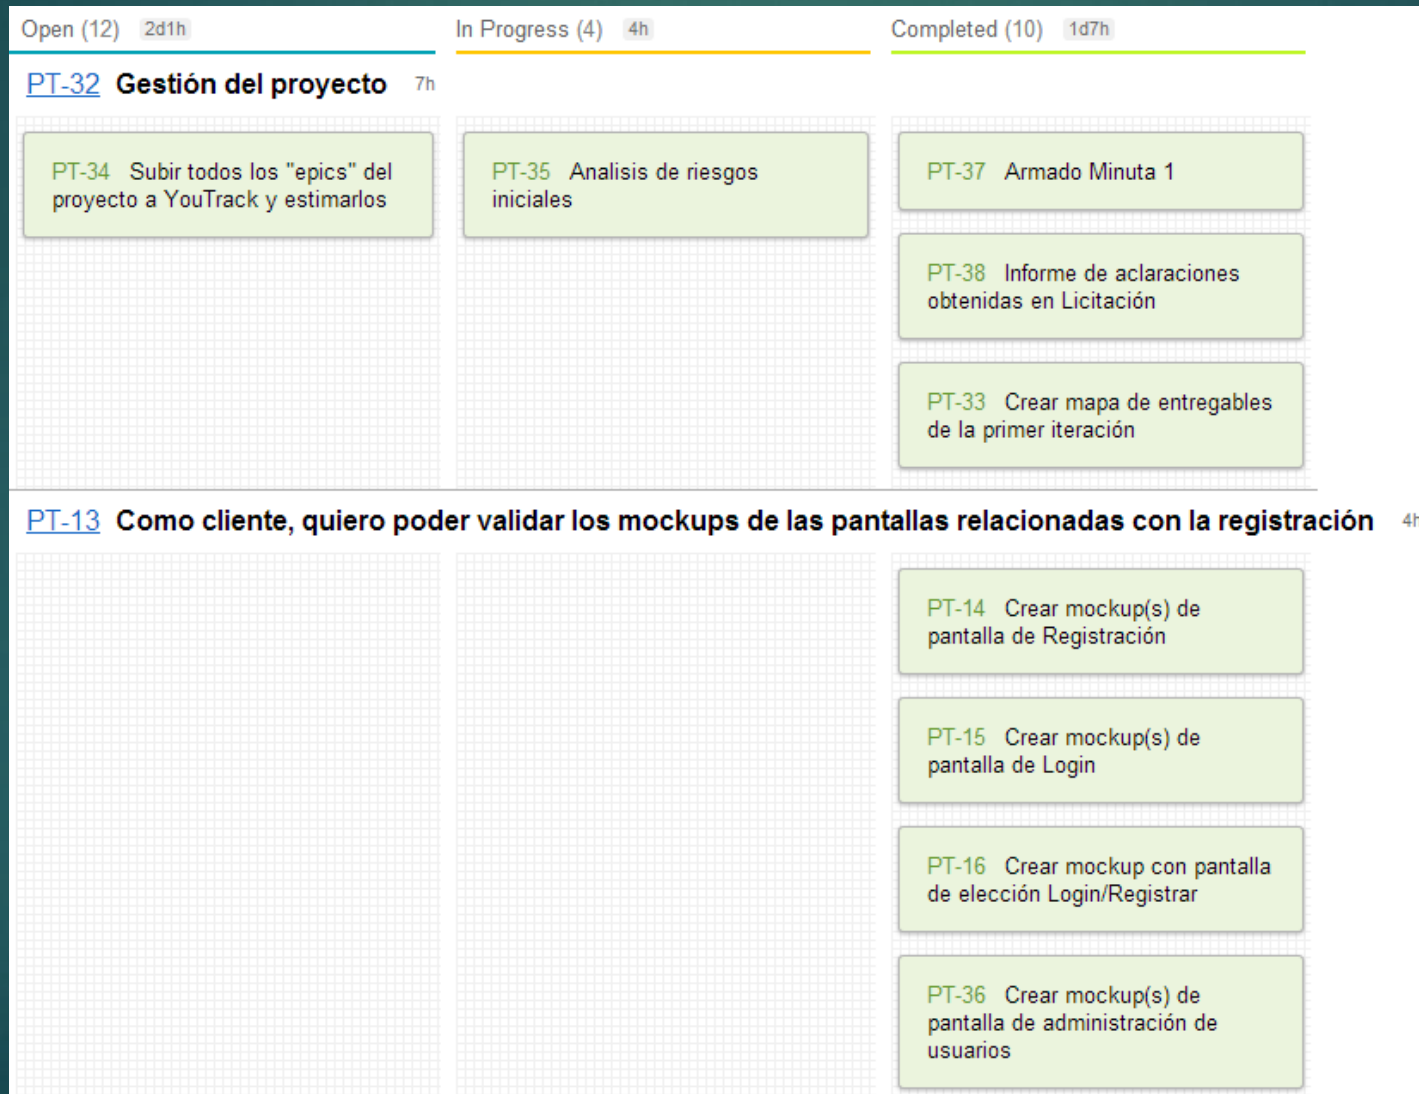 Open (12) 2d1h In Progress (4) 4h Completed (10) 1d7h
PT-32 Gestión del proyecto 7h
PT-34 Subir todos los "epics" del
proyecto a YouTrack y estimarlos
PT-35 Analisis de riesgos
iniciales
PT-37 Armado Minuta 1
PT-38 Informe de aclaraciones
obtenidas en Licitación
PT-33 Crear mapa de entregables
de la primer iteración
PT-13 Como cliente, quiero poder validar los mockups de las pantallas relacionadas con la registración 4h
PT-14 Crear mockup(s) de
pantalla de Registración
PT-15 Crear mockup(s) de
pantalla de Login
PT-16 Crear mockup con pantalla
de elección Login/Registrar
PT-36 Crear mockup(s) de
pantalla de administración de
usuarios